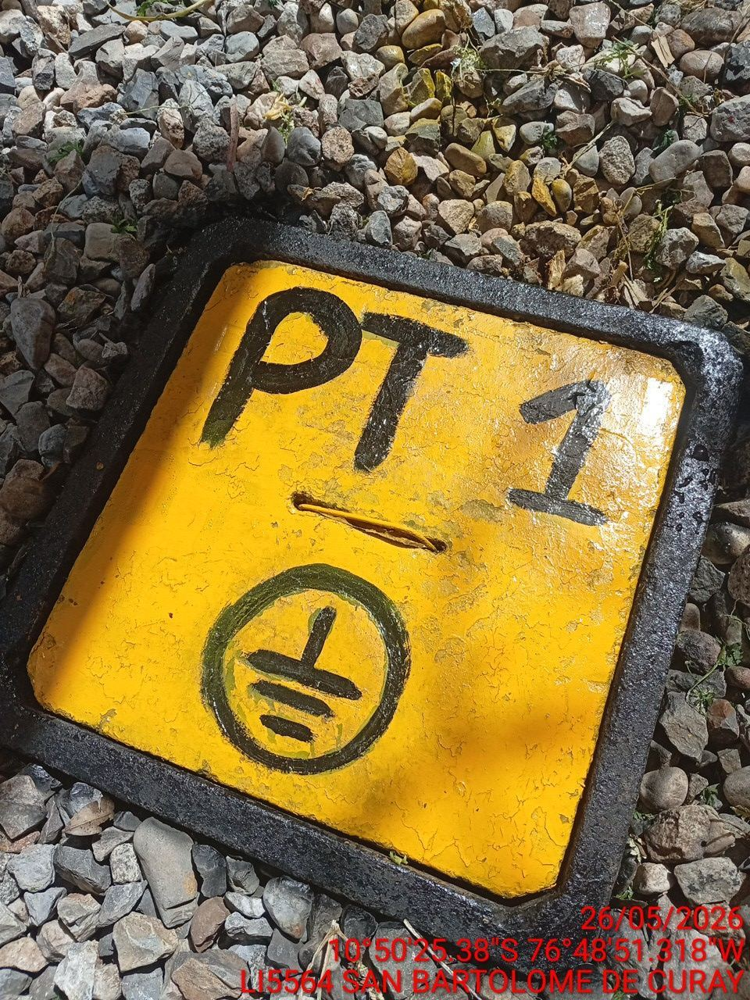 PT 1
26/05/2026
10°50'25.38"S 76°48'51.318"W
LI5564 SAN BARTOLOME DE CURAY